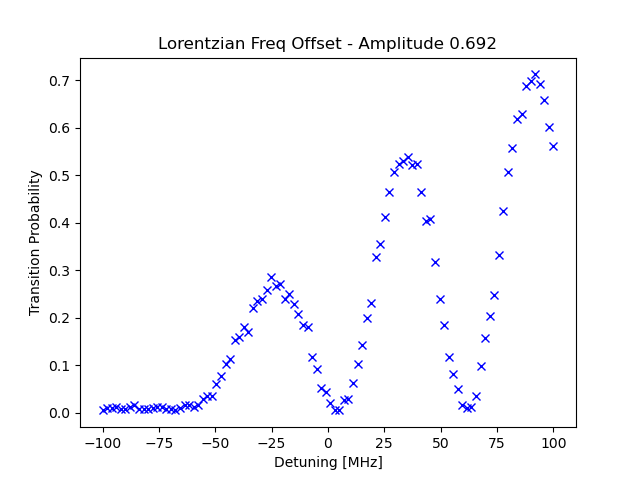 Lorentzian Freq Offset - Amplitude 0.692
Transition Probability
0.7
0.6
0.5
0.4
0.3
0.2
0.1
0.0
−100 −75 −50 −25 0 25 50 75 100
Detuning [MHz]